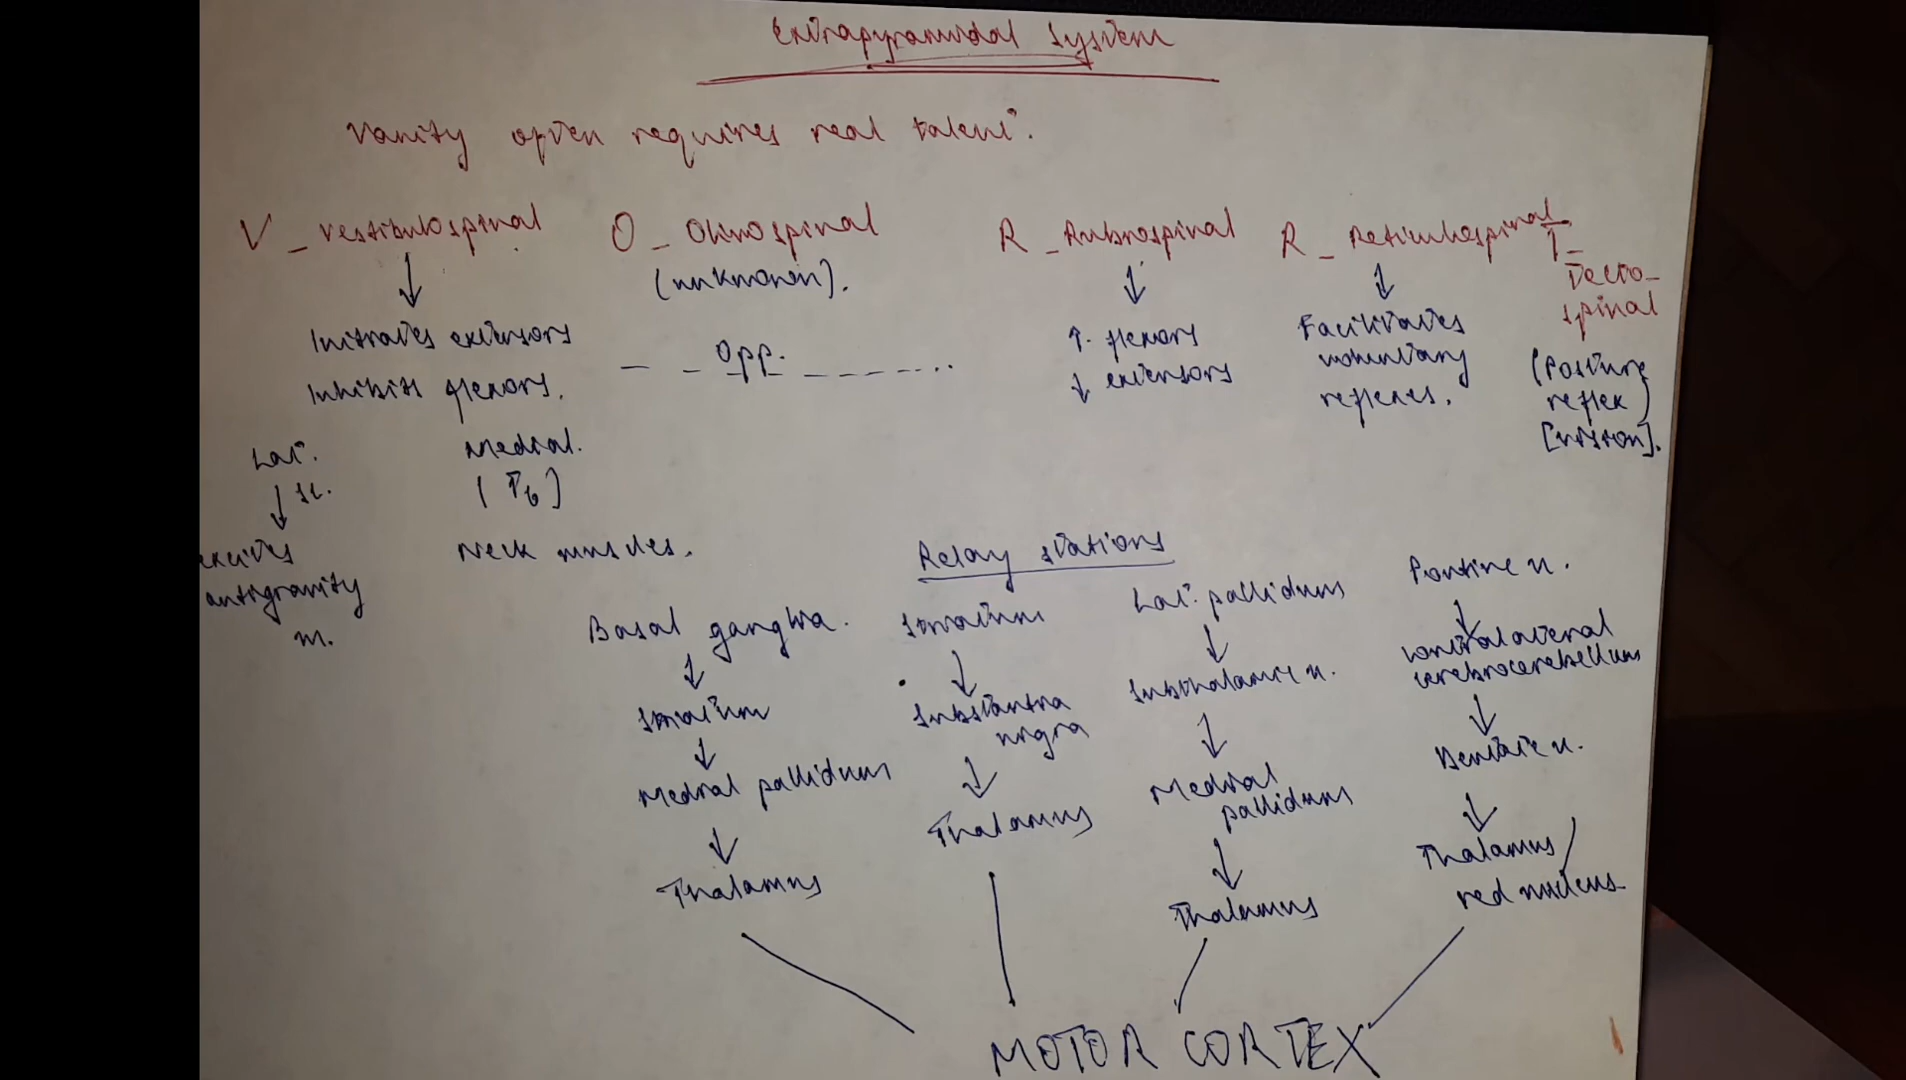 Extrapyramidal system
Vanity often requires real talent.
V – Vestibulospinal
Initiates extensors
Inhibits flexors.
Lat.
↓ sc.
excites
antigravity
m.
Medial.
(T6)
Neck muscles.
O – Olivospinal
(unknown).
– – Opp. – – – – ...
R – Rubrospinal
↑ flexors
↓ extensors
R – Reticulospinal
Facilitates
voluntary
reflexes.
T –
Tecto-
spinal
(Posture
reflex)
[vision].
Relay stations
Basal ganglia.
↓
Striatum
↓
Medial pallidum
↓
Thalamus
Striatum
↓
Substantia
nigra
↓
Thalamus
Lat. pallidum
↓
Subthalamic n.
↓
Medial
pallidum
↓
Thalamus
Pontine n.
↓
contralateral
cerebrocerebellum
↓
Dentate n.
↓
Thalamus /
red nucleus
MOTOR CORTEX